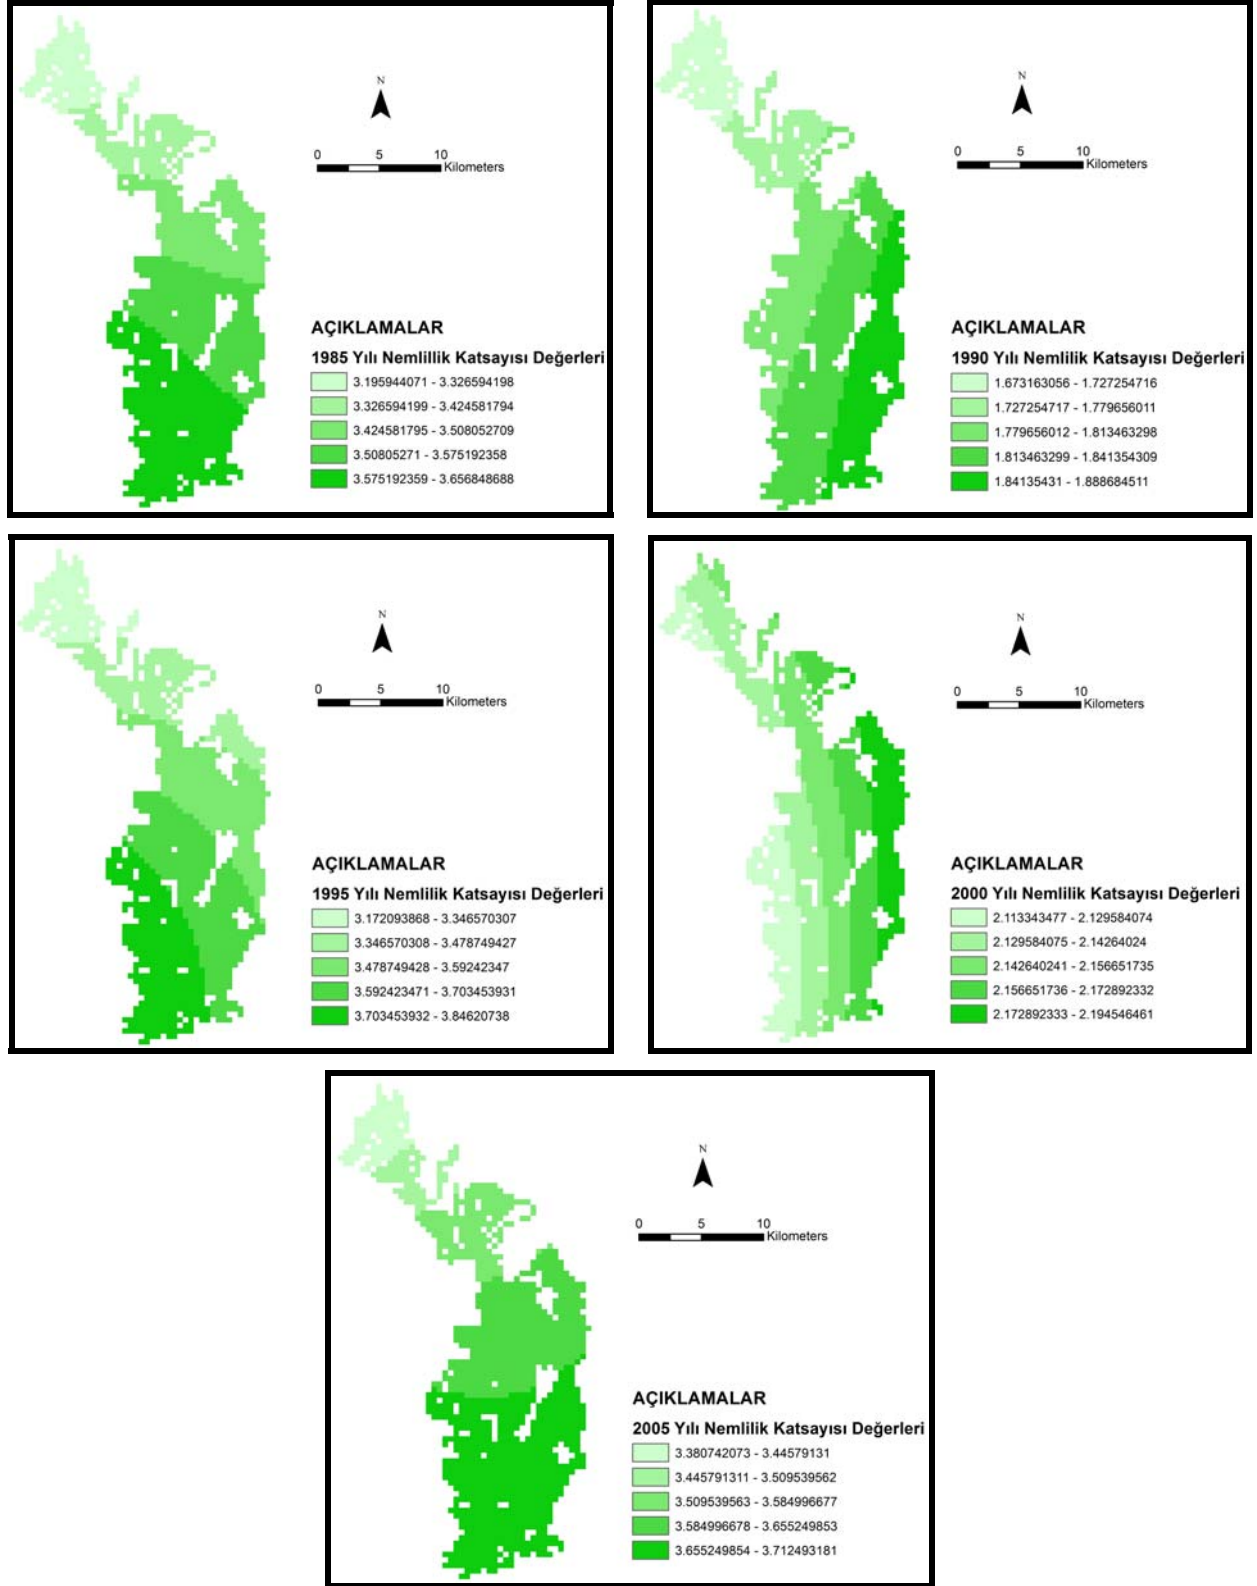 N
0 5 10
Kilometers
AÇIKLAMALAR
1985 Yılı Nemlillik Katsayısı Değerleri
3.195944071 - 3.326594198
3.326594199 - 3.424581794
3.424581795 - 3.508052709
3.50805271 - 3.575192358
3.575192359 - 3.656848688
N
0 5 10
Kilometers
AÇIKLAMALAR
1990 Yılı Nemlilik Katsayısı Değerleri
1.673163056 - 1.727254716
1.727254717 - 1.779656011
1.779656012 - 1.813463298
1.813463299 - 1.841354309
1.84135431 - 1.888684511
N
0 5 10
Kilometers
AÇIKLAMALAR
1995 Yılı Nemlilik Katsayısı Değerleri
3.172093868 - 3.346570307
3.346570308 - 3.478749427
3.478749428 - 3.59242347
3.592423471 - 3.703453931
3.703453932 - 3.84620738
N
0 5 10
Kilometers
AÇIKLAMALAR
2000 Yılı Nemlilik Katsayısı Değerleri
2.113343477 - 2.129584074
2.129584075 - 2.14264024
2.142640241 - 2.156651735
2.156651736 - 2.172892332
2.172892333 - 2.194546461
N
0 5 10
Kilometers
AÇIKLAMALAR
2005 Yılı Nemlilik Katsayısı Değerleri
3.380742073 - 3.44579131
3.445791311 - 3.509539562
3.509539563 - 3.584996677
3.584996678 - 3.655249853
3.655249854 - 3.712493181